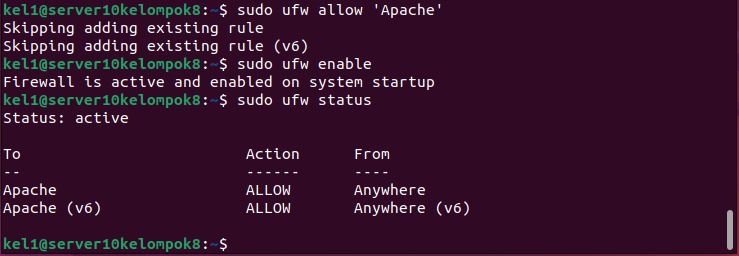 kel1@server10kelompok8:~$ sudo ufw allow 'Apache'
Skipping adding existing rule
Skipping adding existing rule (v6)
kel1@server10kelompok8:~$ sudo ufw enable
Firewall is active and enabled on system startup
kel1@server10kelompok8:~$ sudo ufw status
Status: active
To                         Action      From
--                         ------      ----
Apache                     ALLOW       Anywhere
Apache (v6)                ALLOW       Anywhere (v6)
kel1@server10kelompok8:~$